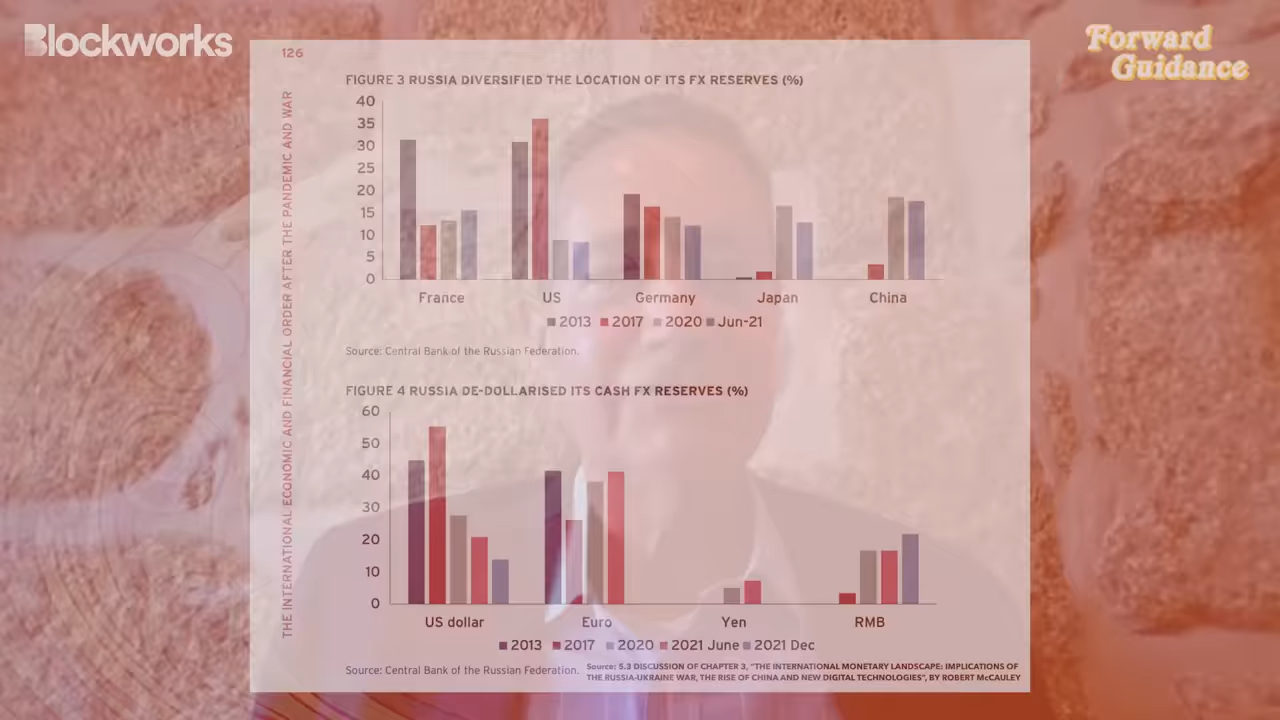 Blockworks
Forward
Guidance
126
THE INTERNATIONAL ECONOMIC AND FINANCIAL ORDER AFTER THE PANDEMIC AND WAR
FIGURE 3 RUSSIA DIVERSIFIED THE LOCATION OF ITS FX RESERVES (%)
40
35
30
25
20
15
10
5
0
France US Germany Japan China
2013 2017 2020 Jun-21
Source: Central Bank of the Russian Federation.
FIGURE 4 RUSSIA DE-DOLLARISED ITS CASH FX RESERVES (%)
60
50
40
30
20
10
0
US dollar Euro Yen RMB
2013 2017 2020 2021 June 2021 Dec
Source: Central Bank of the Russian Federation.
Source: 5.3 DISCUSSION OF CHAPTER 3, "THE INTERNATIONAL MONETARY LANDSCAPE: IMPLICATIONS OF
THE RUSSIA-UKRAINE WAR, THE RISE OF CHINA AND NEW DIGITAL TECHNOLOGIES", BY ROBERT McCAULEY